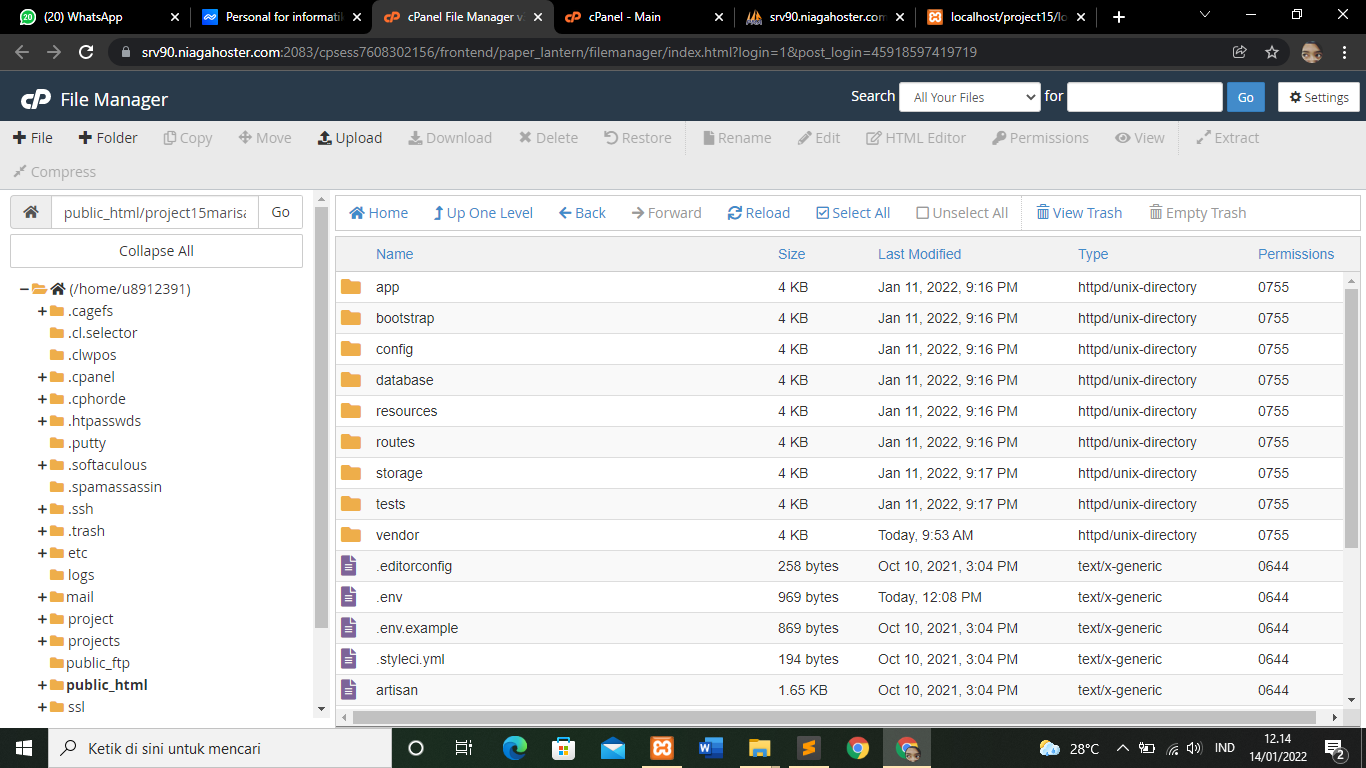 (20) WhatsApp
Personal for informatik
cPanel File Manager v
cPanel - Main
srv90.niagahoster.com
localhost/project15/lo
srv90.niagahoster.com:2083/cpsess7608302156/frontend/paper_lantern/filemanager/index.html?login=1&post_login=45918597419719
cP File Manager
Search All Your Files for Go Settings
File Folder Copy Move Upload Download Delete Restore Rename Edit HTML Editor Permissions View Extract
Compress
public_html/project15marisa Go
Collapse All
(/home/u8912391)
.cagefs
.cl.selector
.clwpos
.cpanel
.cphorde
.htpasswds
.putty
.softaculous
.spamassassin
.ssh
.trash
etc
logs
mail
project
projects
public_ftp
public_html
ssl
Home Up One Level Back Forward Reload Select All Unselect All View Trash Empty Trash
Name Size Last Modified Type Permissions
app 4 KB Jan 11, 2022, 9:16 PM httpd/unix-directory 0755
bootstrap 4 KB Jan 11, 2022, 9:16 PM httpd/unix-directory 0755
config 4 KB Jan 11, 2022, 9:16 PM httpd/unix-directory 0755
database 4 KB Jan 11, 2022, 9:16 PM httpd/unix-directory 0755
resources 4 KB Jan 11, 2022, 9:16 PM httpd/unix-directory 0755
routes 4 KB Jan 11, 2022, 9:16 PM httpd/unix-directory 0755
storage 4 KB Jan 11, 2022, 9:17 PM httpd/unix-directory 0755
tests 4 KB Jan 11, 2022, 9:17 PM httpd/unix-directory 0755
vendor 4 KB Today, 9:53 AM httpd/unix-directory 0755
.editorconfig 258 bytes Oct 10, 2021, 3:04 PM text/x-generic 0644
.env 969 bytes Today, 12:08 PM text/x-generic 0644
.env.example 869 bytes Oct 10, 2021, 3:04 PM text/x-generic 0644
.styleci.yml 194 bytes Oct 10, 2021, 3:04 PM text/x-generic 0644
artisan 1.65 KB Oct 10, 2021, 3:04 PM text/x-generic 0644
Ketik di sini untuk mencari
28°C
IND
12.14
14/01/2022
2